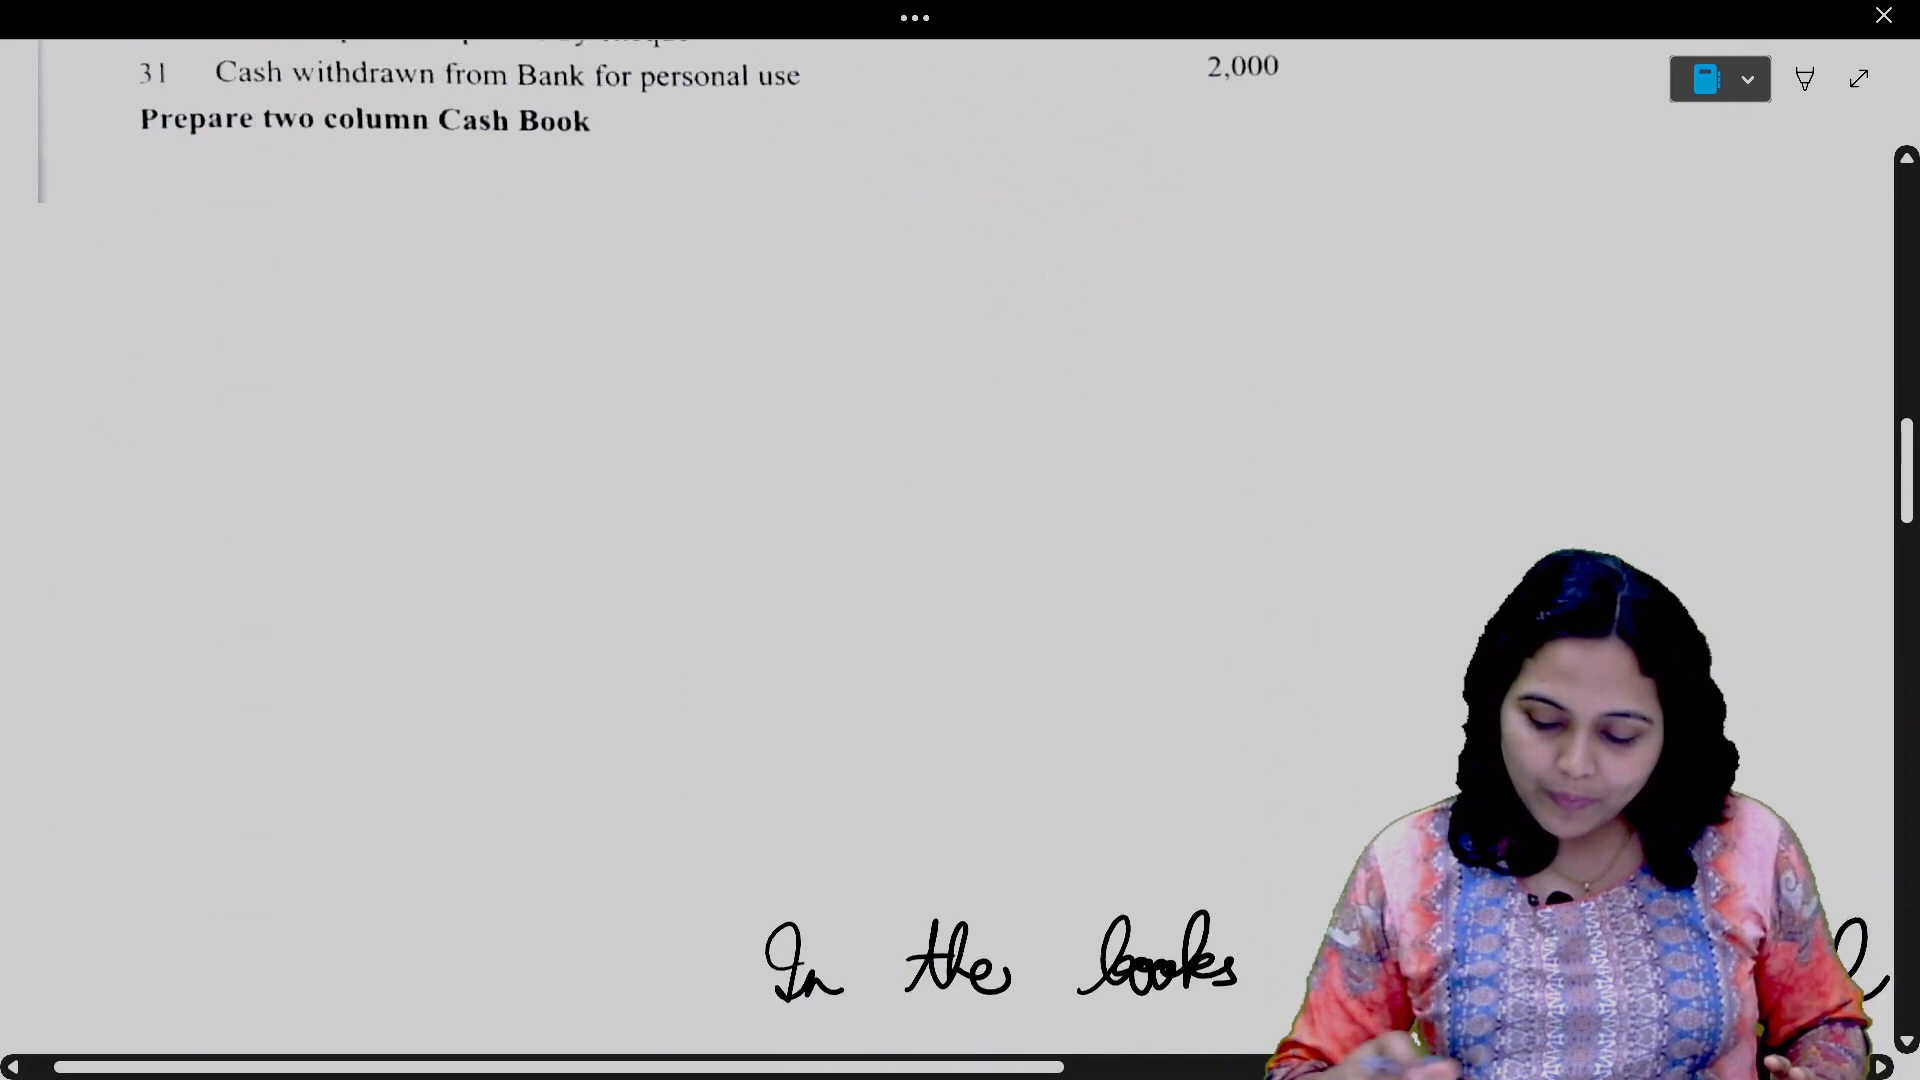 31 Cash withdrawn from Bank for personal use 2,000
Prepare two column Cash Book
In the books